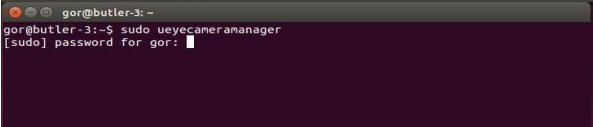 gor@butler-3: ~
gor@butler-3:~$ sudo ueyecameramanager
[sudo] password for gor: